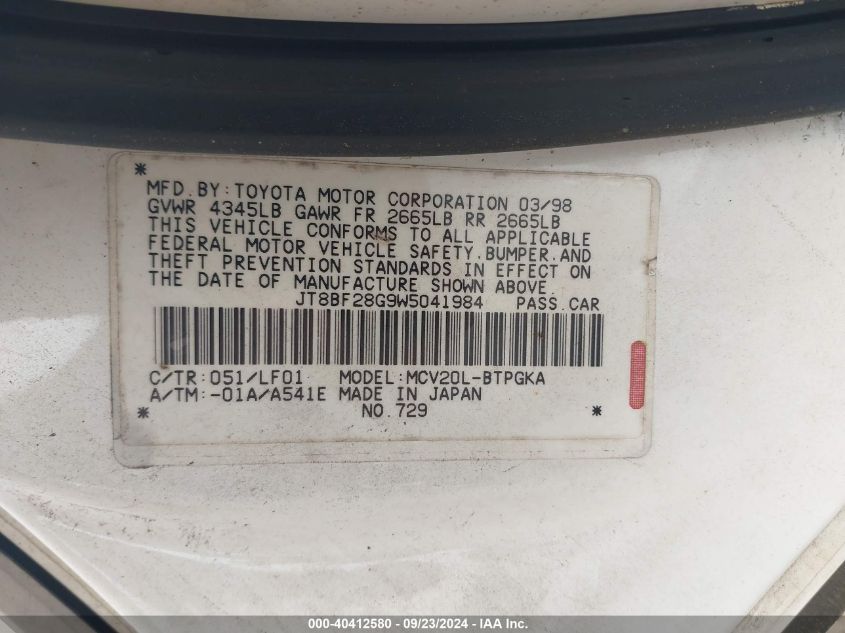 *
MFD.BY:TOYOTA MOTOR CORPORATION 03/98
GVWR 4345LB GAWR FR 2665LB RR 2665LB
THIS VEHICLE CONFORMS TO ALL APPLICABLE
FEDERAL MOTOR VEHICLE SAFETY,BUMPER,AND
THEFT PREVENTION STANDARDS IN EFFECT ON
THE DATE OF MANUFACTURE SHOWN ABOVE.
JT8BF28G9W5041984 PASS.CAR
C/TR:051/LF01 MODEL:MCV20L-BTPGKA
A/TM:-01A/A541E MADE IN JAPAN
* NO.729 *
000-40412580 - 09/23/2024 - IAA Inc.